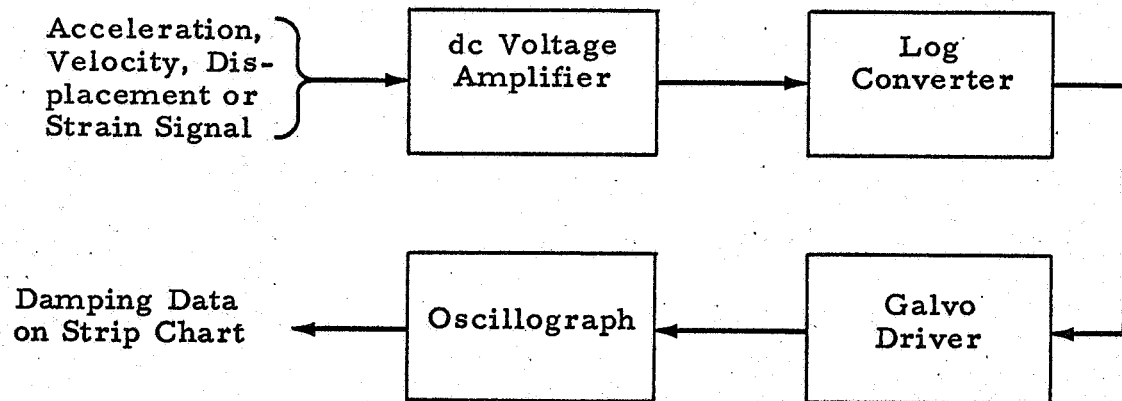 Acceleration,
Velocity, Dis-
placement or
Strain Signal
dc Voltage
Amplifier
Log
Converter
Damping Data
on Strip Chart
Oscillograph
Galvo
Driver